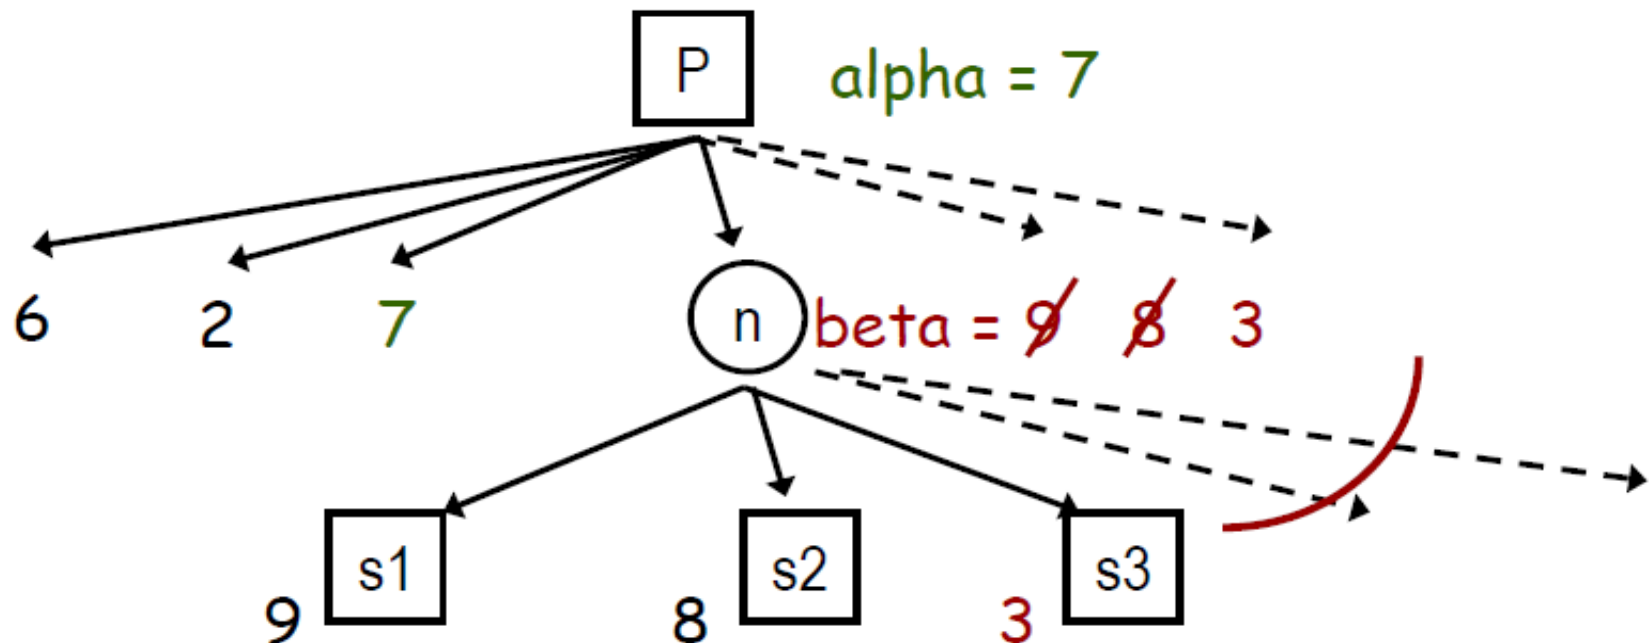 P alpha = 7
6 2 7 n beta = 9 8 3
s1 s2 s3
9 8 3